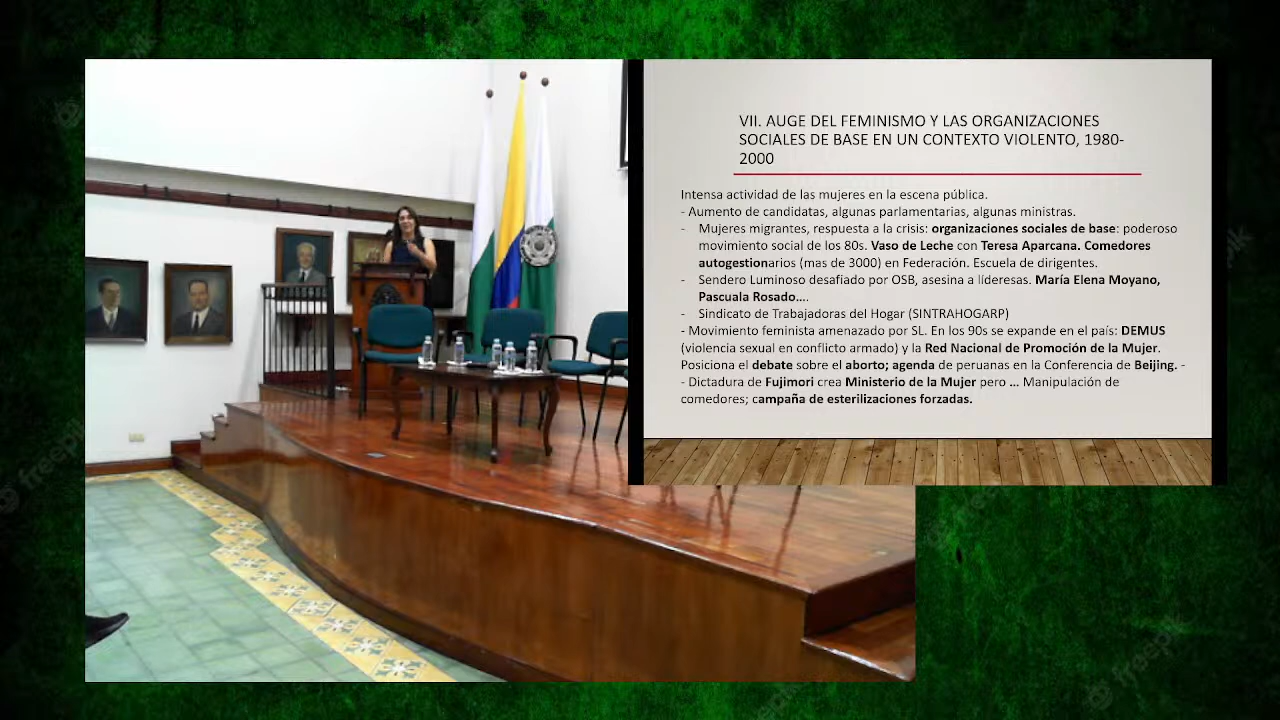 VII. AUGE DEL FEMINISMO Y LAS ORGANIZACIONES
SOCIALES DE BASE EN UN CONTEXTO VIOLENTO, 1980-
2000
Intensa actividad de las mujeres en la escena pública.
- Aumento de candidatas, algunas parlamentarias, algunas ministras.
- Mujeres migrantes, respuesta a la crisis: organizaciones sociales de base: poderoso
movimiento social de los 80s. Vaso de Leche con Teresa Aparcana. Comedores
autogestionarios (mas de 3000) en Federación. Escuela de dirigentes.
- Sendero Luminoso desafiado por OSB, asesina a líderesas. María Elena Moyano,
Pascuala Rosado....
- Sindicato de Trabajadoras del Hogar (SINTRAHOGARP)
- Movimiento feminista amenazado por SL. En los 90s se expande en el país: DEMUS
(violencia sexual en conflicto armado) y la Red Nacional de Promoción de la Mujer.
Posiciona el debate sobre el aborto; agenda de peruanas en la Conferencia de Beijing. -
- Dictadura de Fujimori crea Ministerio de la Mujer pero ... Manipulación de
comedores; campaña de esterilizaciones forzadas.
freepik
freepik